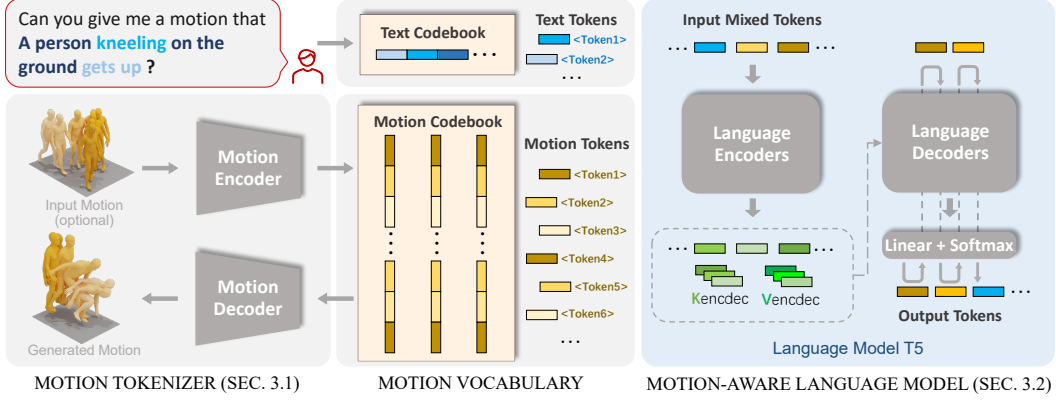 Can you give me a motion that
A person kneeling on the
ground gets up ?
Text Codebook
...
Text Tokens
<Token1>
<Token2>
...
Input Motion
(optional)
Motion
Encoder
Motion
Decoder
Generated Motion
MOTION TOKENIZER (SEC. 3.1)
Motion Codebook
Motion Tokens
<Token1>
<Token2>
<Token3>
<Token4>
<Token5>
<Token6>
...
MOTION VOCABULARY
Input Mixed Tokens
... ...
Language
Encoders
Language
Decoders
... ...
Kencdec
Vencdec
Linear + Softmax
...
Output Tokens
Language Model T5
MOTION-AWARE LANGUAGE MODEL (SEC. 3.2)